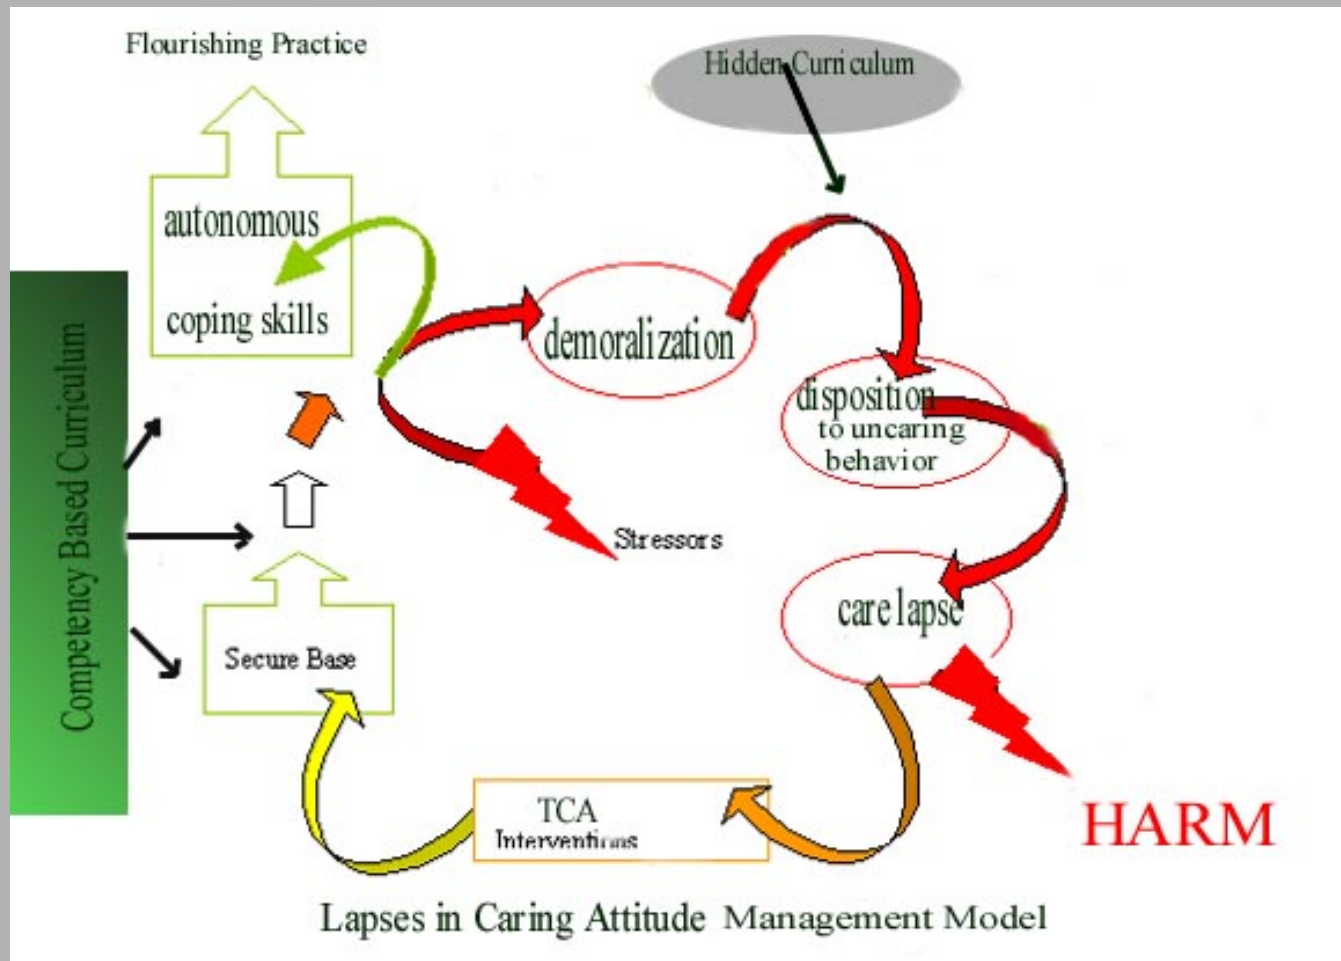 Flourishing Practice
Hidden Curriculum
autonomous
coping skills
demoralization
disposition
to uncaring
behavior
Competency Based Curriculum
Stressors
care lapse
Secure Base
TCA
Interventions
HARM
Lapses in Caring Attitude Management Model